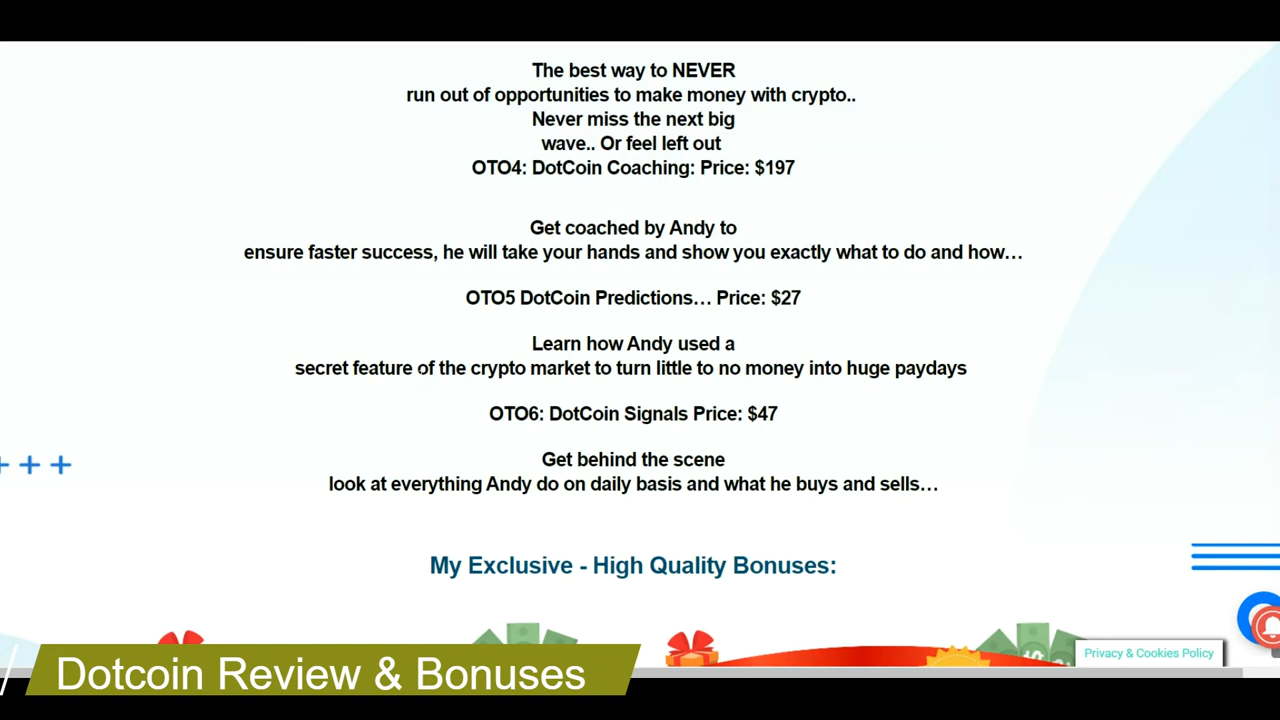 The best way to NEVER
run out of opportunities to make money with crypto..
Never miss the next big
wave.. Or feel left out
OTO4: DotCoin Coaching: Price: $197
Get coached by Andy to
ensure faster success, he will take your hands and show you exactly what to do and how…
OTO5 DotCoin Predictions… Price: $27
Learn how Andy used a
secret feature of the crypto market to turn little to no money into huge paydays
OTO6: DotCoin Signals Price: $47
Get behind the scene
look at everything Andy do on daily basis and what he buys and sells…
My Exclusive - High Quality Bonuses:
Privacy & Cookies Policy
Dotcoin Review & Bonuses